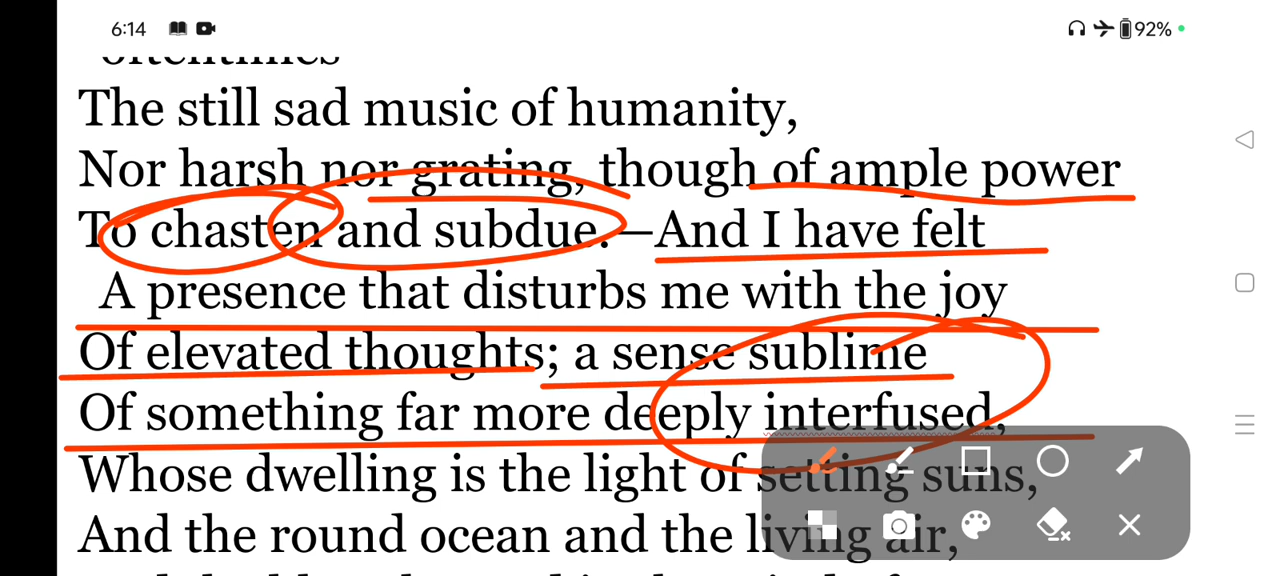 6:14 92%
oftentimes
The still sad music of humanity,
Nor harsh nor grating, though of ample power
To chasten and subdue.—And I have felt
A presence that disturbs me with the joy
Of elevated thoughts; a sense sublime
Of something far more deeply interfused,
Whose dwelling is the light of setting suns,
And the round ocean and the living air,